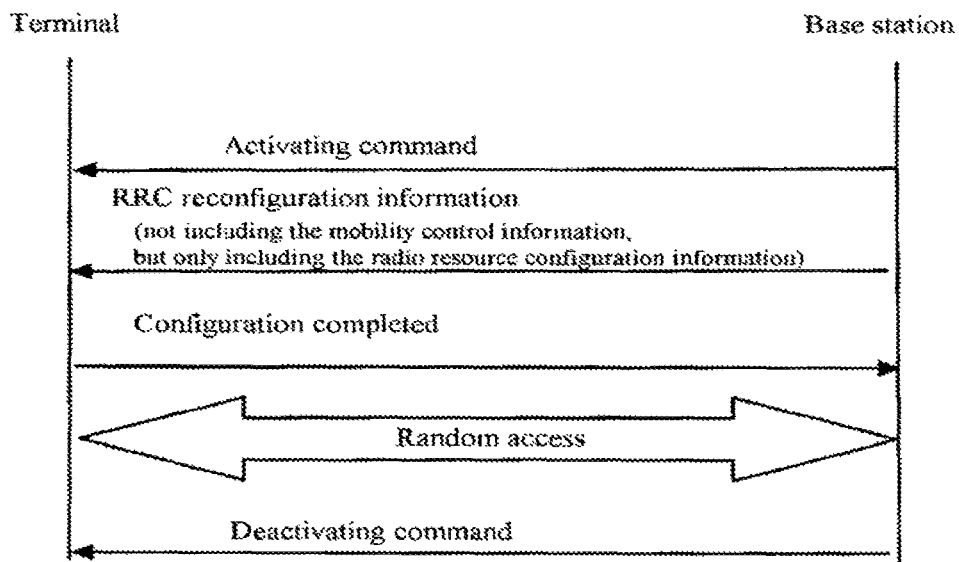 Terminal
Base station
Activating command
RRC reconfiguration information
(not including the mobility control information,
but only including the radio resource configuration information)
Configuration completed
Random access
Deactivating command